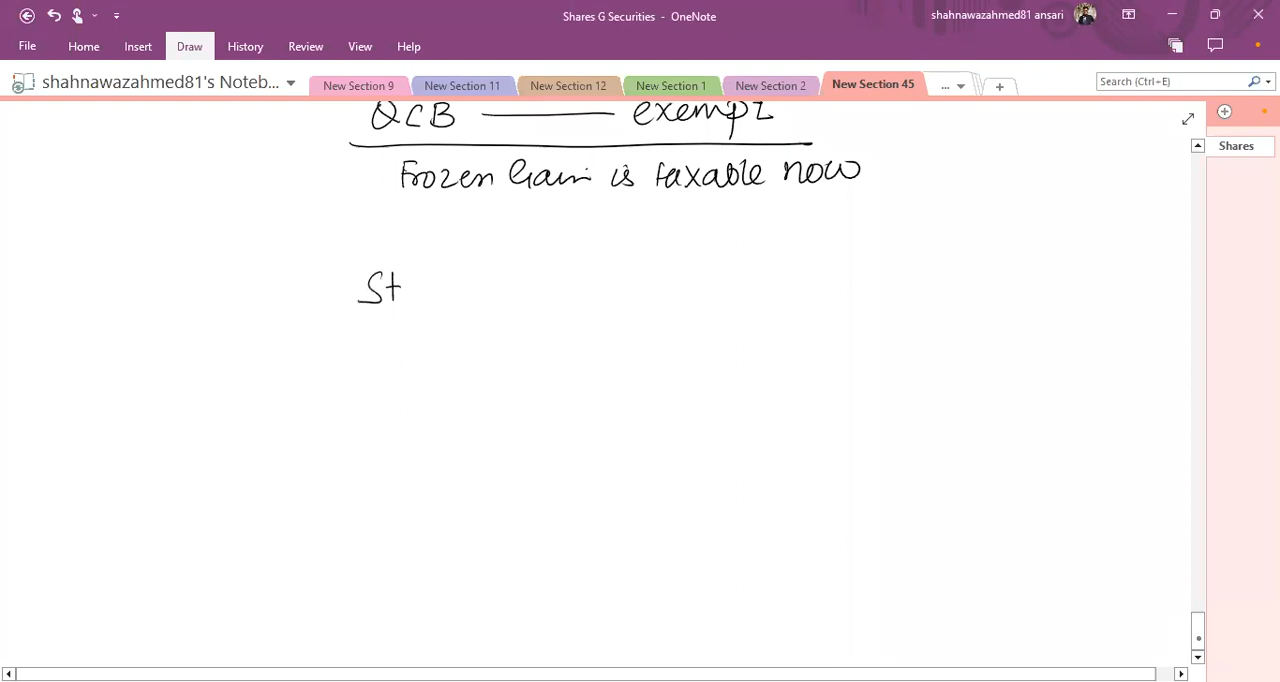 Shares G Securities - OneNote
shahnawazahmed81 ansari
File Home Insert Draw History Review View Help
shahnawazahmed81's Noteb... New Section 9 New Section 11 New Section 12 New Section 1 New Section 2 New Section 45 ... Search (Ctrl+E)
Shares
QCB ——— exempt
Frozen Gain is taxable now
St